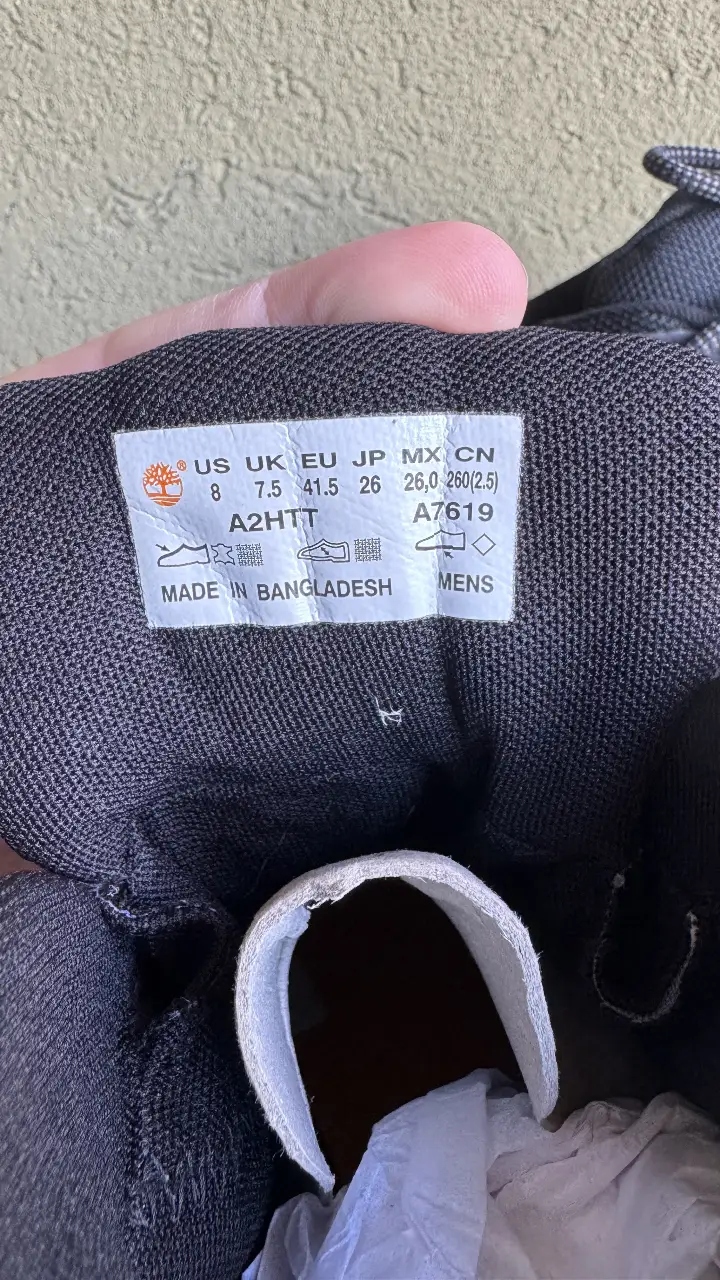 ® US UK EU JP MX CN
8 7.5 41.5 26 26,0 260(2.5)
A2HTT A7619
MADE IN BANGLADESH MENS